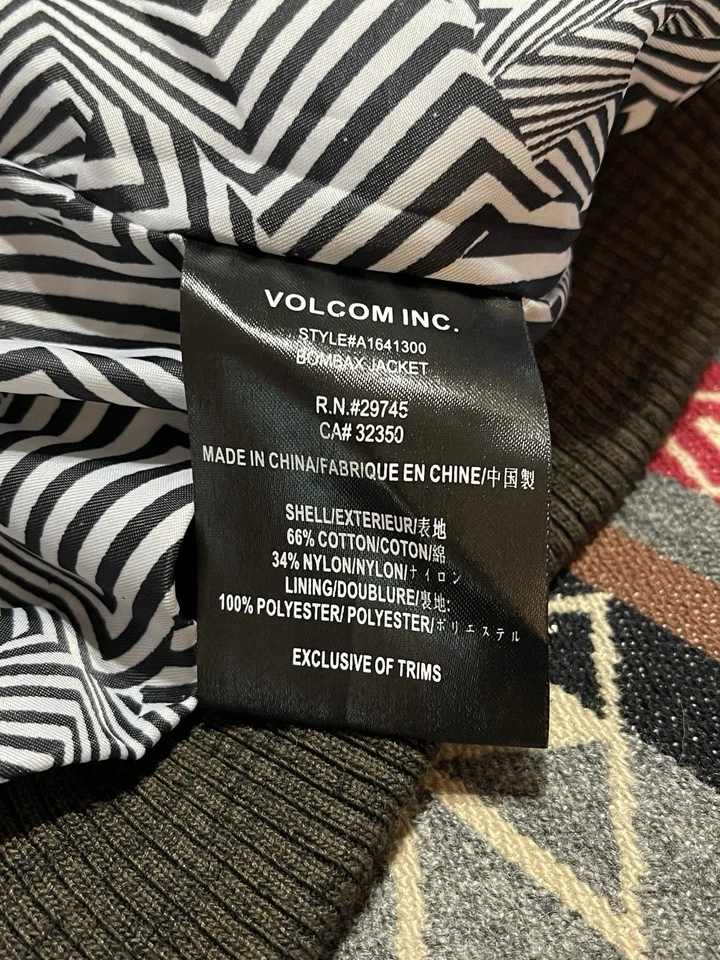 VOLCOM INC.
STYLE#A1641300
BOMBAX JACKET
R.N.#29745
CA# 32350
MADE IN CHINA/FABRIQUE EN CHINE/中国製
SHELL/EXTERIEUR/表地
66% COTTON/COTON/綿
34% NYLON/NYLON/ナイロン
LINING/DOUBLURE/裏地:
100% POLYESTER/ POLYESTER/ポリエステル
EXCLUSIVE OF TRIMS